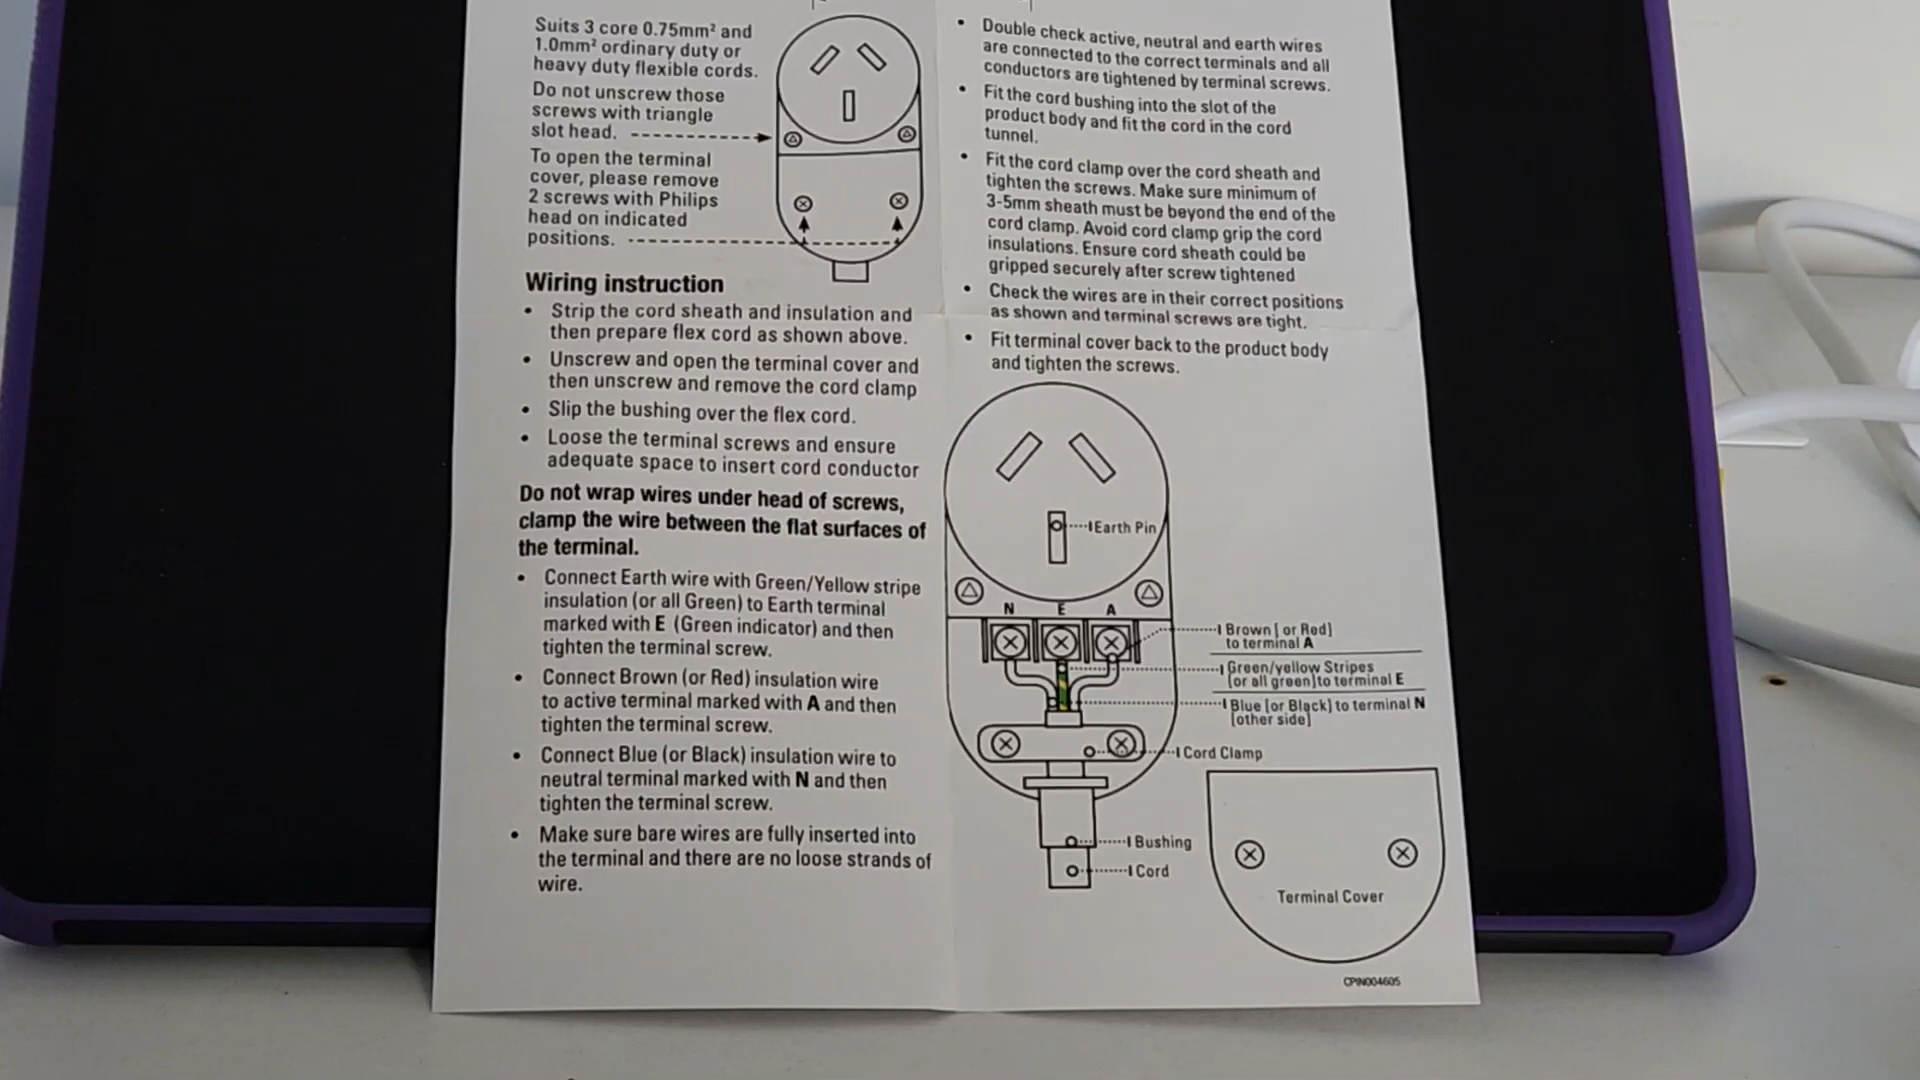 Suits 3 core 0.75mm² and
1.0mm² ordinary duty or
heavy duty flexible cords.
Do not unscrew those
screws with triangle
slot head.
To open the terminal
cover, please remove
2 screws with Philips
head on indicated
positions.
Wiring instruction
• Strip the cord sheath and insulation and
then prepare flex cord as shown above.
• Unscrew and open the terminal cover and
then unscrew and remove the cord clamp
• Slip the bushing over the flex cord.
• Loose the terminal screws and ensure
adequate space to insert cord conductor
Do not wrap wires under head of screws,
clamp the wire between the flat surfaces of
the terminal.
• Connect Earth wire with Green/Yellow stripe
insulation (or all Green) to Earth terminal
marked with E (Green indicator) and then
tighten the terminal screw.
• Connect Brown (or Red) insulation wire
to active terminal marked with A and then
tighten the terminal screw.
• Connect Blue (or Black) insulation wire to
neutral terminal marked with N and then
tighten the terminal screw.
• Make sure bare wires are fully inserted into
the terminal and there are no loose strands of
wire.
• Double check active, neutral and earth wires
are connected to the correct terminals and all
conductors are tightened by terminal screws.
• Fit the cord bushing into the slot of the
product body and fit the cord in the cord
tunnel.
• Fit the cord clamp over the cord sheath and
tighten the screws. Make sure minimum of
3-5mm sheath must be beyond the end of the
cord clamp. Avoid cord clamp grip the cord
insulations. Ensure cord sheath could be
gripped securely after screw tightened
• Check the wires are in their correct positions
as shown and terminal screws are tight.
• Fit terminal cover back to the product body
and tighten the screws.
Earth Pin
N E A
Brown [or Red]
to terminal A
Green/yellow Stripes
[or all green]to terminal E
Blue [or Black] to terminal N
[other side]
Cord Clamp
Bushing
Cord
Terminal Cover
CPIN004605